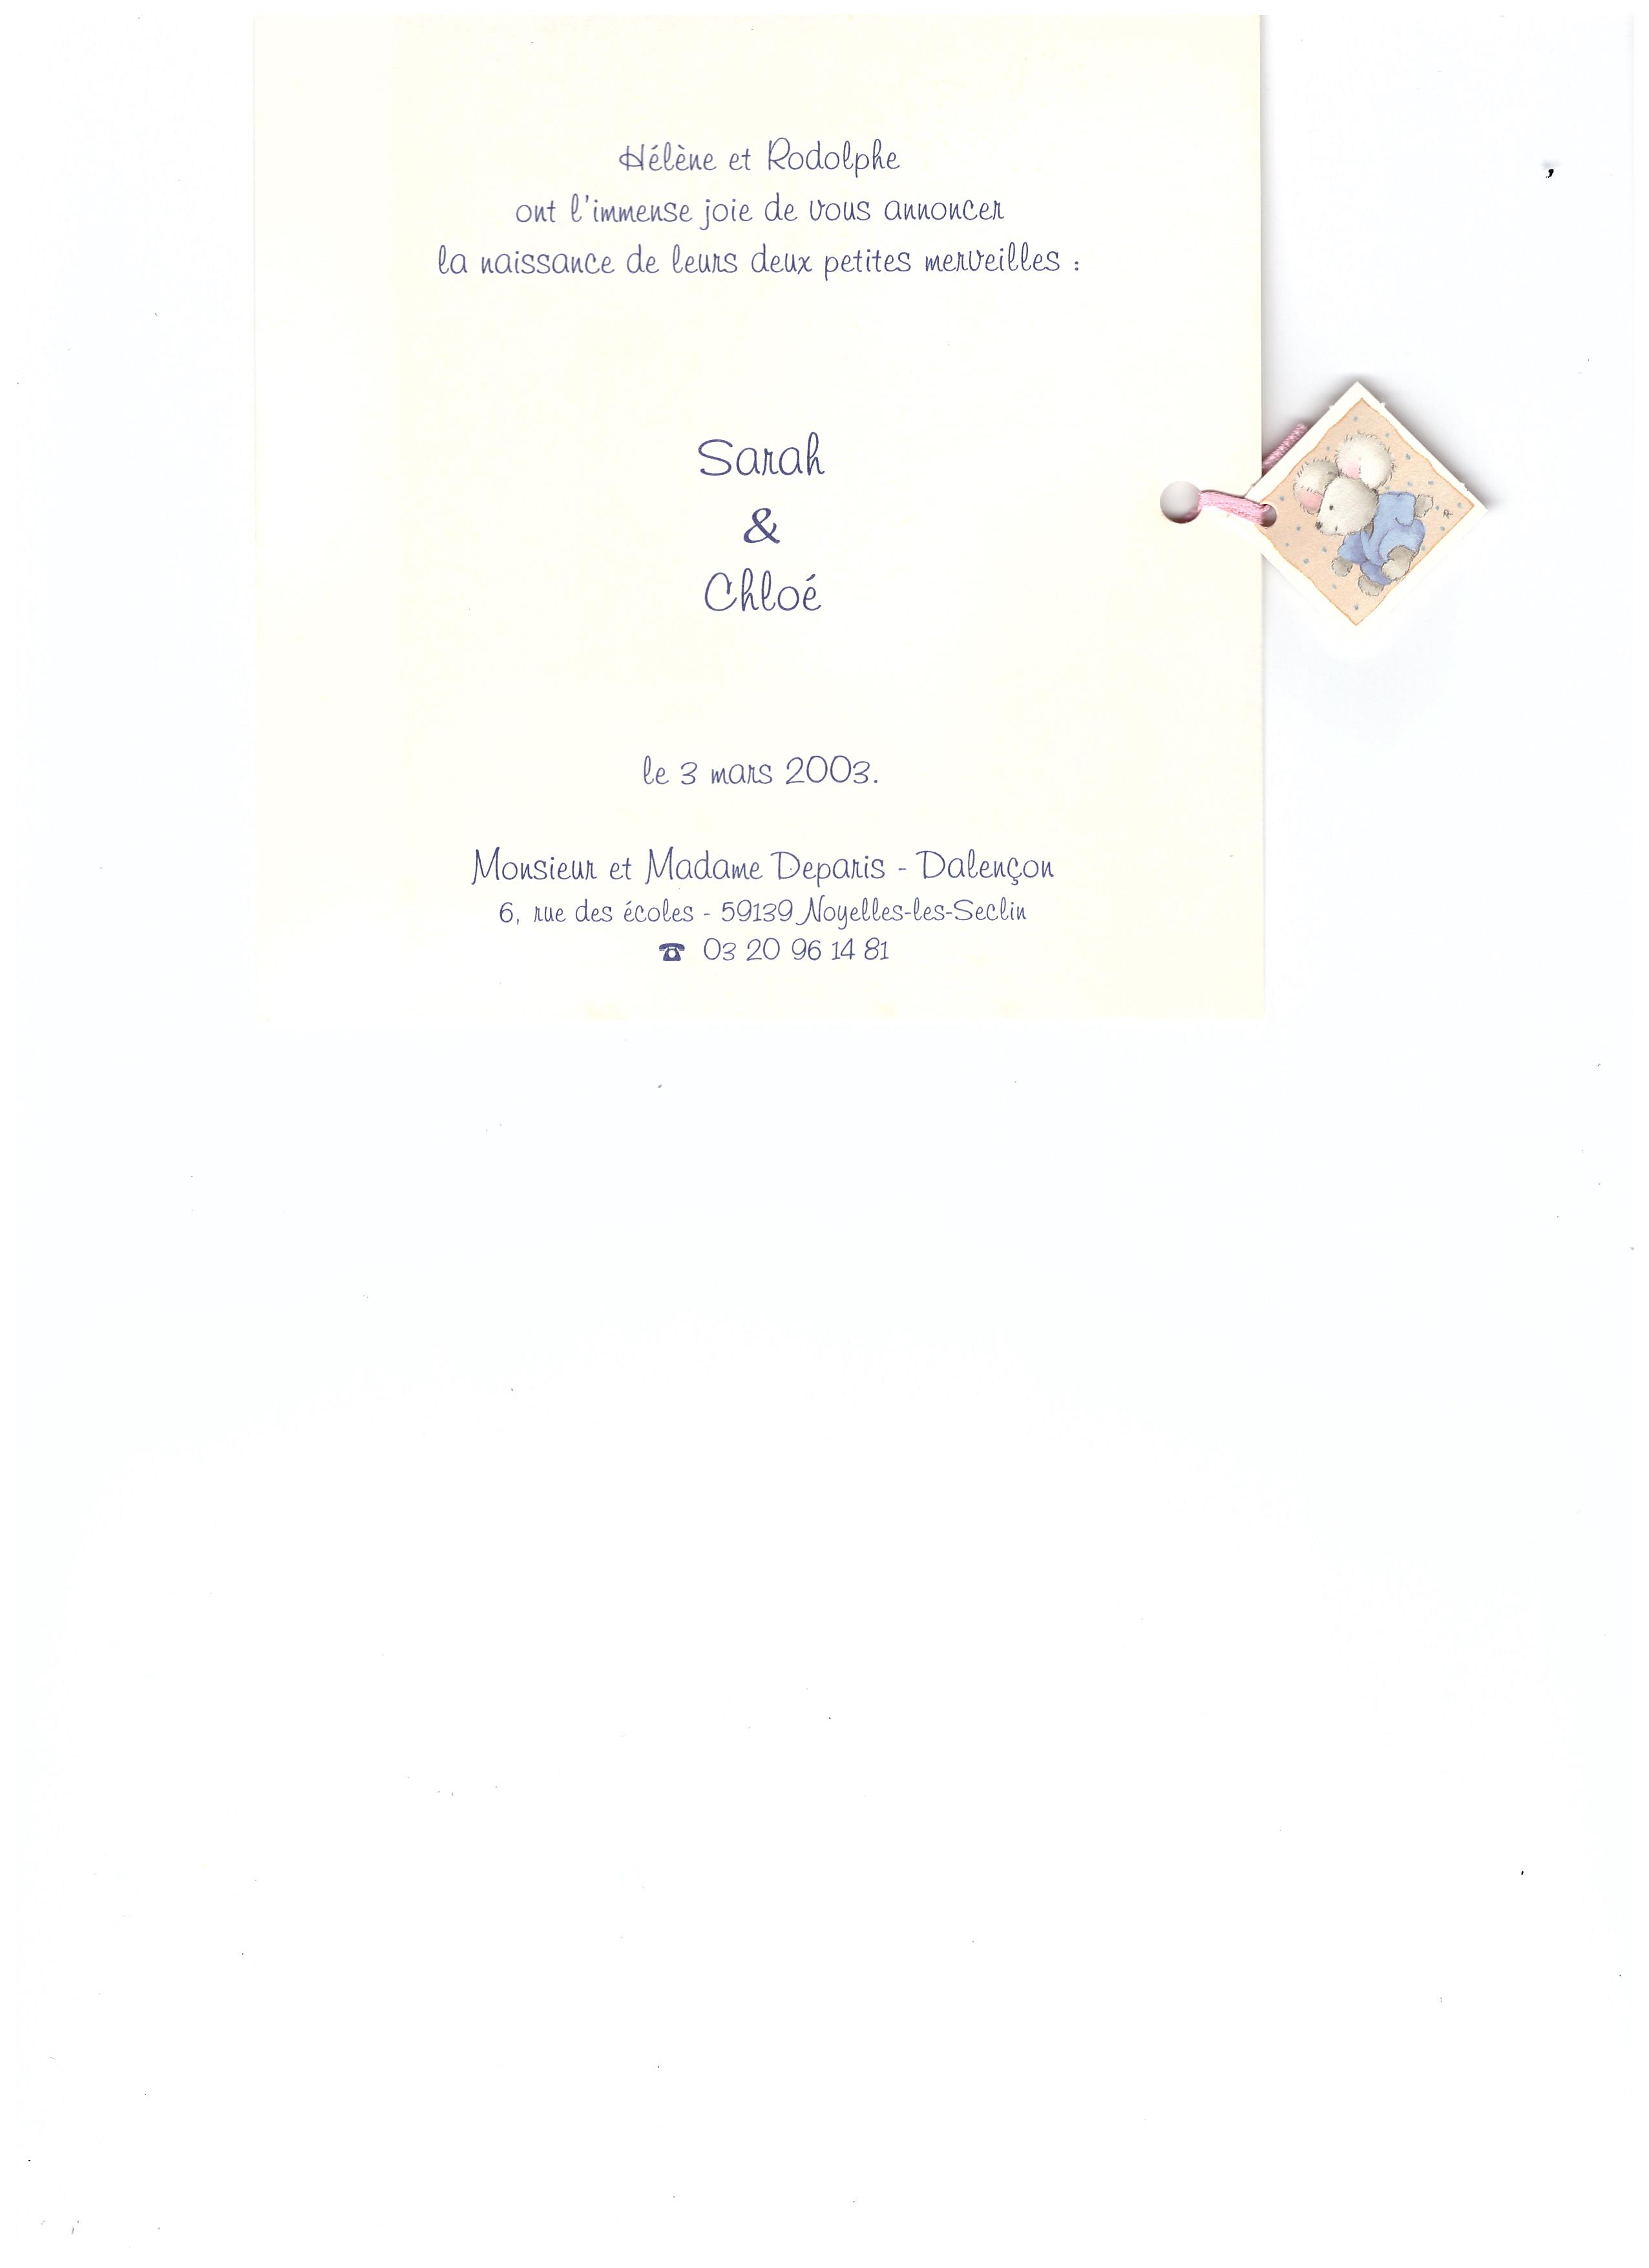 Hélène et Rodolphe
ont l'immense joie de vous annoncer
la naissance de leurs deux petites merveilles :
Sarah
&
Chloé
le 3 mars 2003.
Monsieur et Madame Deparis - Dalençon
6, rue des écoles - 59139 Noyelles-les-Seclin
☎ 03 20 96 14 81